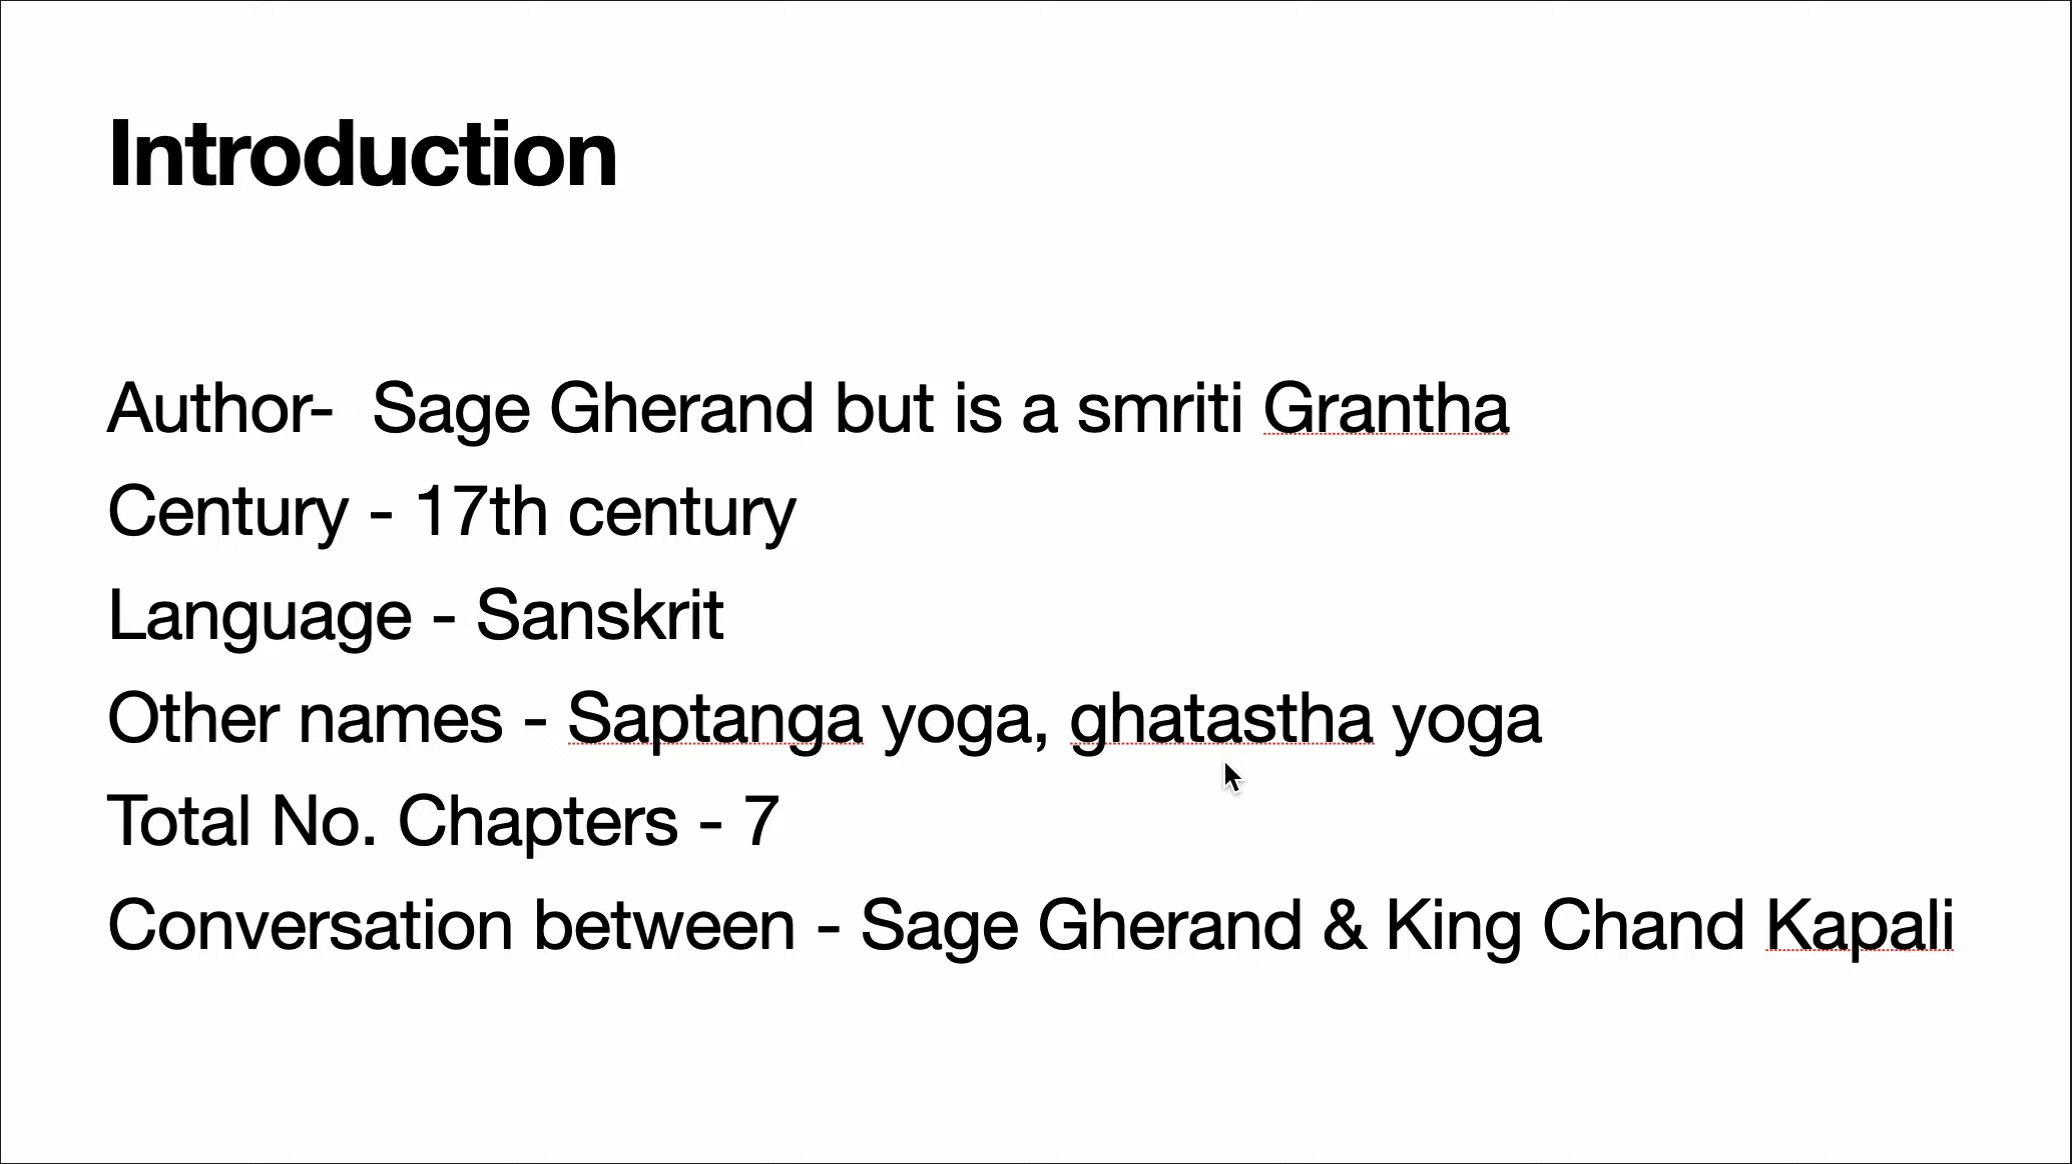 Introduction
Author-  Sage Gherand but is a smriti Grantha
Century - 17th century
Language - Sanskrit
Other names - Saptanga yoga, ghatastha yoga
Total No. Chapters - 7
Conversation between - Sage Gherand & King Chand Kapali